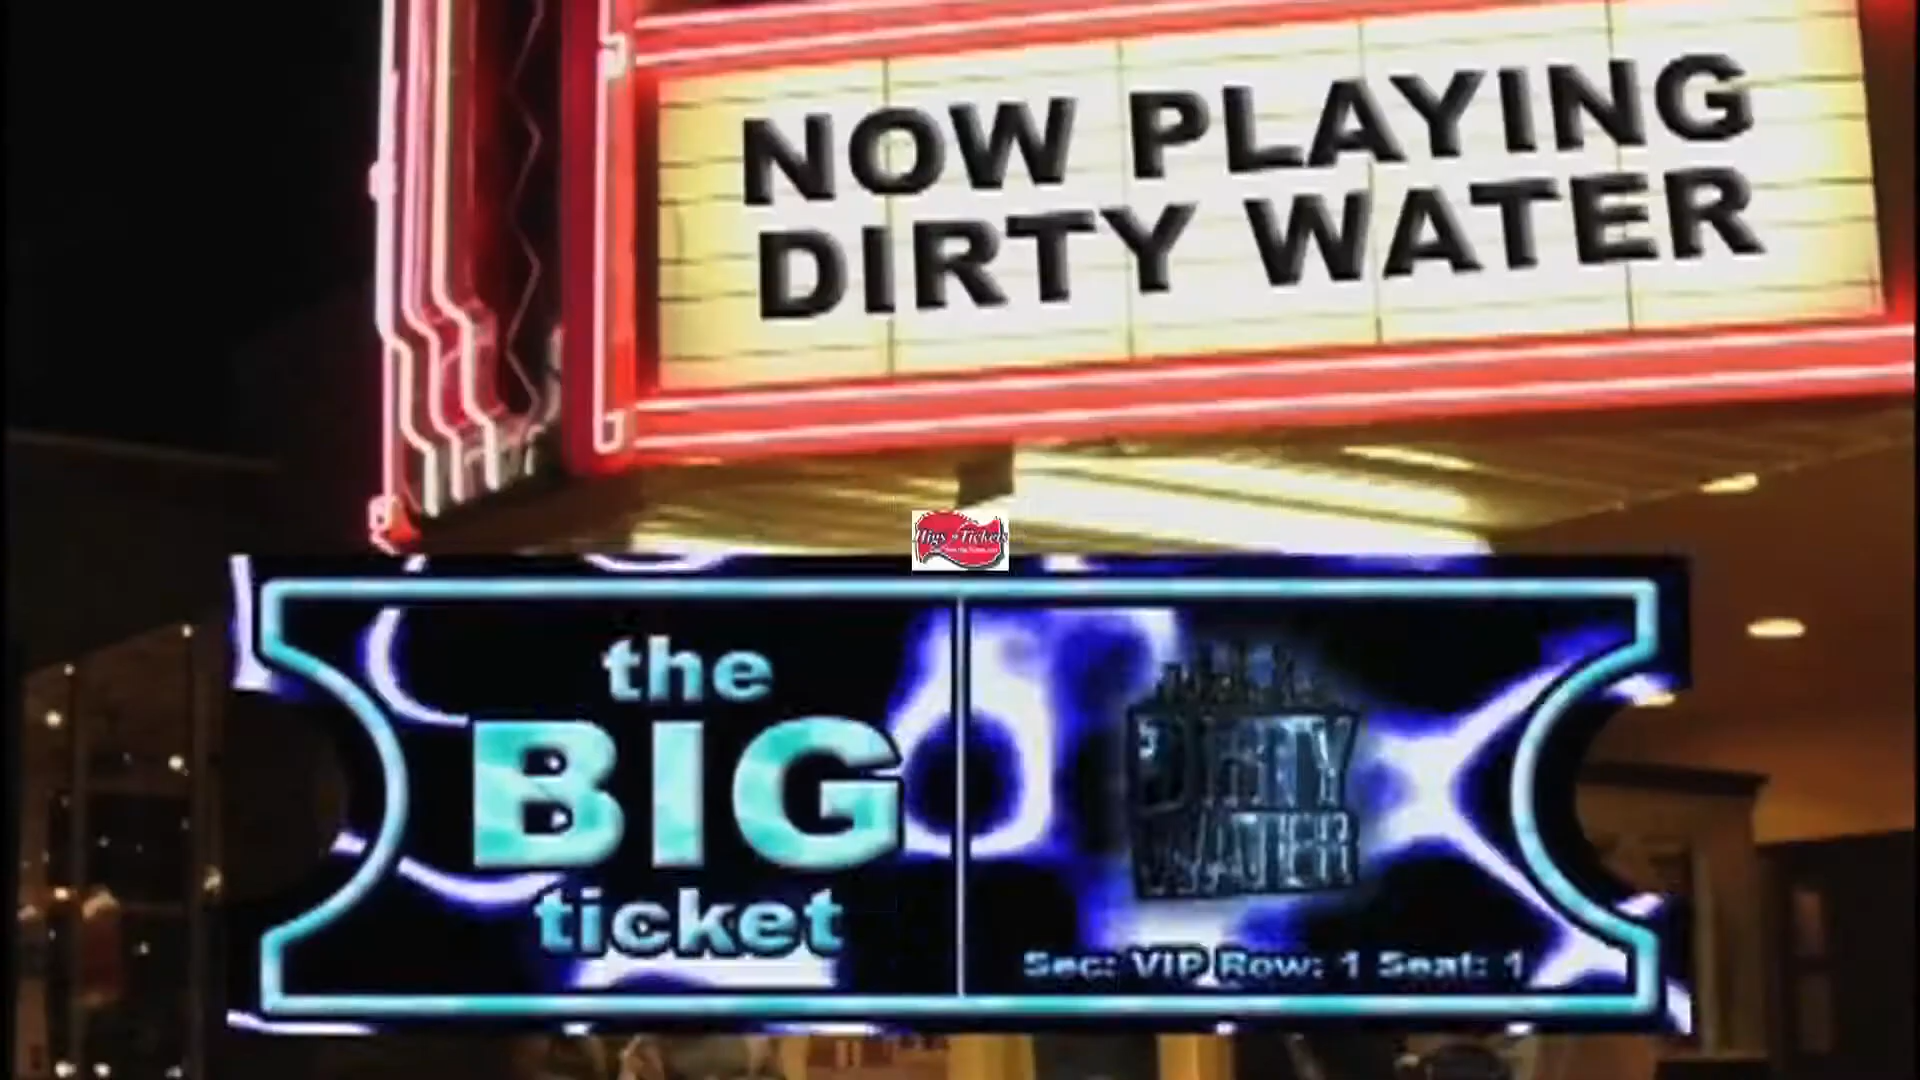 NOW PLAYING
DIRTY WATER
the
BIG
ticket
DIRTY
WATER
Sec: VIP Row: 1 Seat: 1